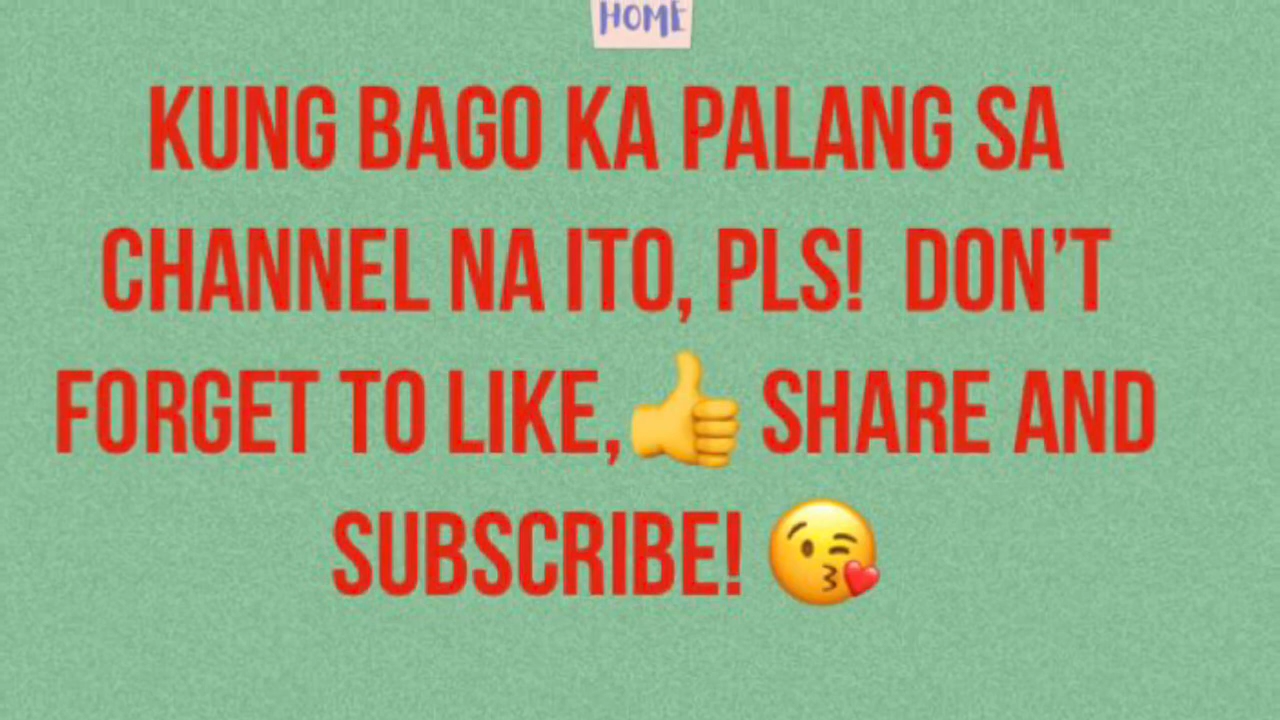 HOME
KUNG BAGO KA PALANG SA
CHANNEL NA ITO, PLS! DON'T
FORGET TO LIKE,👍 SHARE AND
SUBSCRIBE! 😘